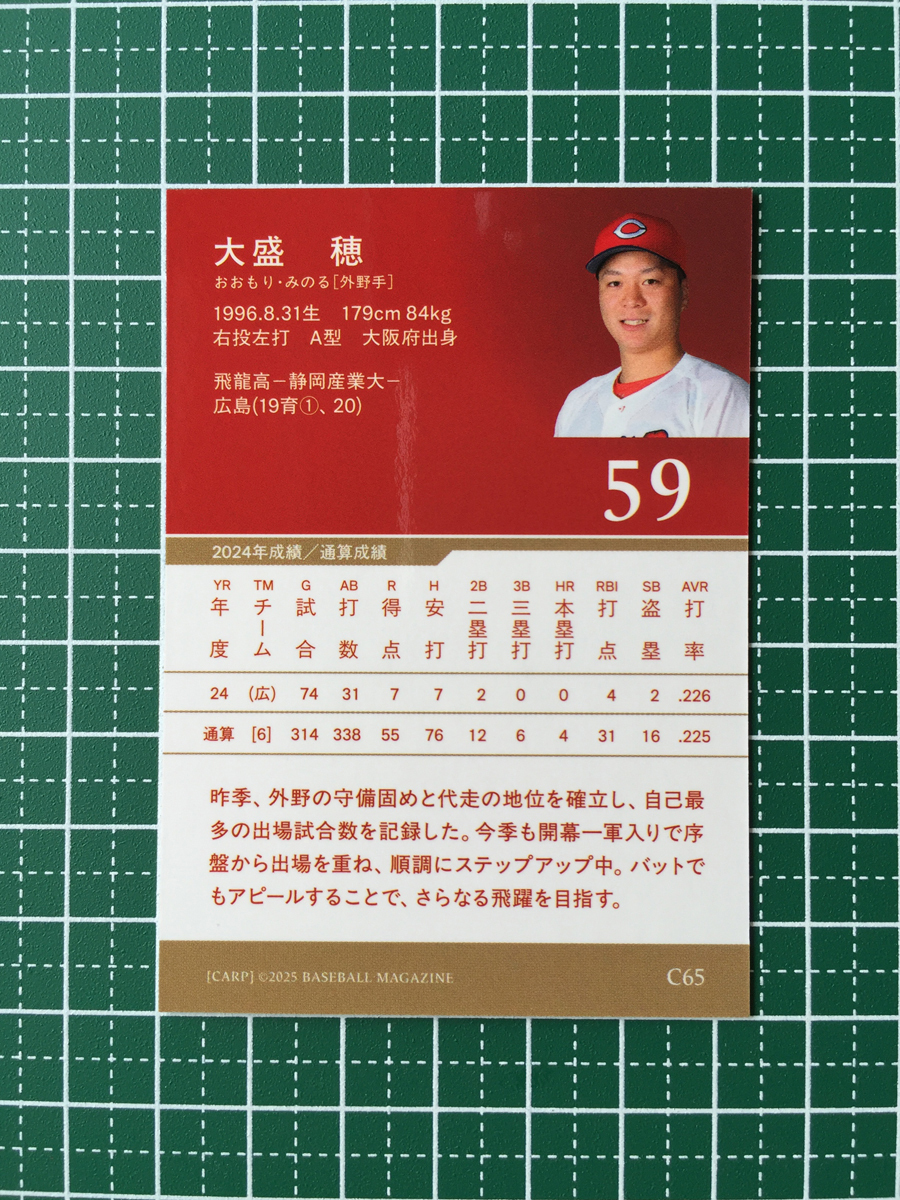 大盛 穂
おおもり・みのる[外野手]
1996.8.31生 179cm 84kg
右投左打 A型 大阪府出身
飛龍高－静岡産業大－
広島(19育①、20)
59
2024年成績／通算成績
YR TM G AB R H 2B 3B HR RBI SB AVR
年度 チーム 試合 打数 得点 安打 二塁打 三塁打 本塁打 打点 盗塁 打率
24 (広) 74 31 7 7 2 0 0 4 2 .226
通算 [6] 314 338 55 76 12 6 4 31 16 .225
昨季、外野の守備固めと代走の地位を確立し、自己最
多の出場試合数を記録した。今季も開幕一軍入りで序
盤から出場を重ね、順調にステップアップ中。バットで
もアピールすることで、さらなる飛躍を目指す。
[CARP] ©2025 BASEBALL MAGAZINE
C65